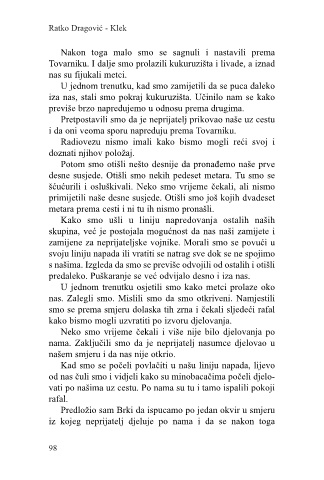 Ratko Dragović - Klek
Nakon toga malo smo se sagnuli i nastavili prema
Tovarniku. I dalje smo prolazili kukuruzišta i livade, a iznad
nas su fijukali metci.
U jednom trenutku, kad smo zamijetili da se puca daleko
iza nas, stali smo pokraj kukuruzišta. Učinilo nam se kako
previše brzo napredujemo u odnosu prema drugima.
Pretpostavili smo da je neprijatelj prikovao naše uz cestu
i da oni veoma sporu napreduju prema Tovarniku.
Radiovezu nismo imali kako bismo mogli reći svoj i
doznati njihov položaj.
Potom smo otišli nešto desnije da pronađemo naše prve
desne susjede. Otišli smo nekih pedeset metara. Tu smo se
šćućurili i osluškivali. Neko smo vrijeme čekali, ali nismo
primijetili naše desne susjede. Otišli smo još kojih dvadeset
metara prema cesti i ni tu ih nismo pronašli.
Kako smo ušli u liniju napredovanja ostalih naših
skupina, već je postojala mogućnost da nas naši zamijete i
zamijene za neprijateljske vojnike. Morali smo se povući u
svoju liniju napada ili vratiti se natrag sve dok se ne spojimo
s našima. Izgleda da smo se previše odvojili od ostalih i otišli
predaleko. Puškaranje se već odvijalo desno i iza nas.
U jednom trenutku osjetili smo kako metci prolaze oko
nas. Zalegli smo. Mislili smo da smo otkriveni. Namjestili
smo se prema smjeru dolaska tih zrna i čekali sljedeći rafal
kako bismo mogli uzvratiti po izvoru djelovanja.
Neko smo vrijeme čekali i više nije bilo djelovanja po
nama. Zaključili smo da je neprijatelj nasumce djelovao u
našem smjeru i da nas nije otkrio.
Kad smo se počeli povlačiti u našu liniju napada, lijevo
od nas čuli smo i vidjeli kako su minobacačima počeli djelo-
vati po našima uz cestu. Po nama su tu i tamo ispalili pokoji
rafal.
Predložio sam Brki da ispucamo po jedan okvir u smjeru
iz kojeg neprijatelj djeluje po nama i da se nakon toga
98